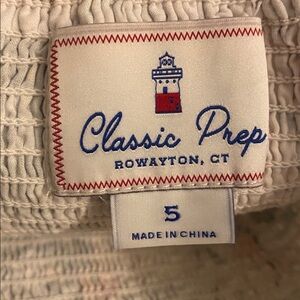 Classic Prep
ROWAYTON, CT
5
MADE IN CHINA